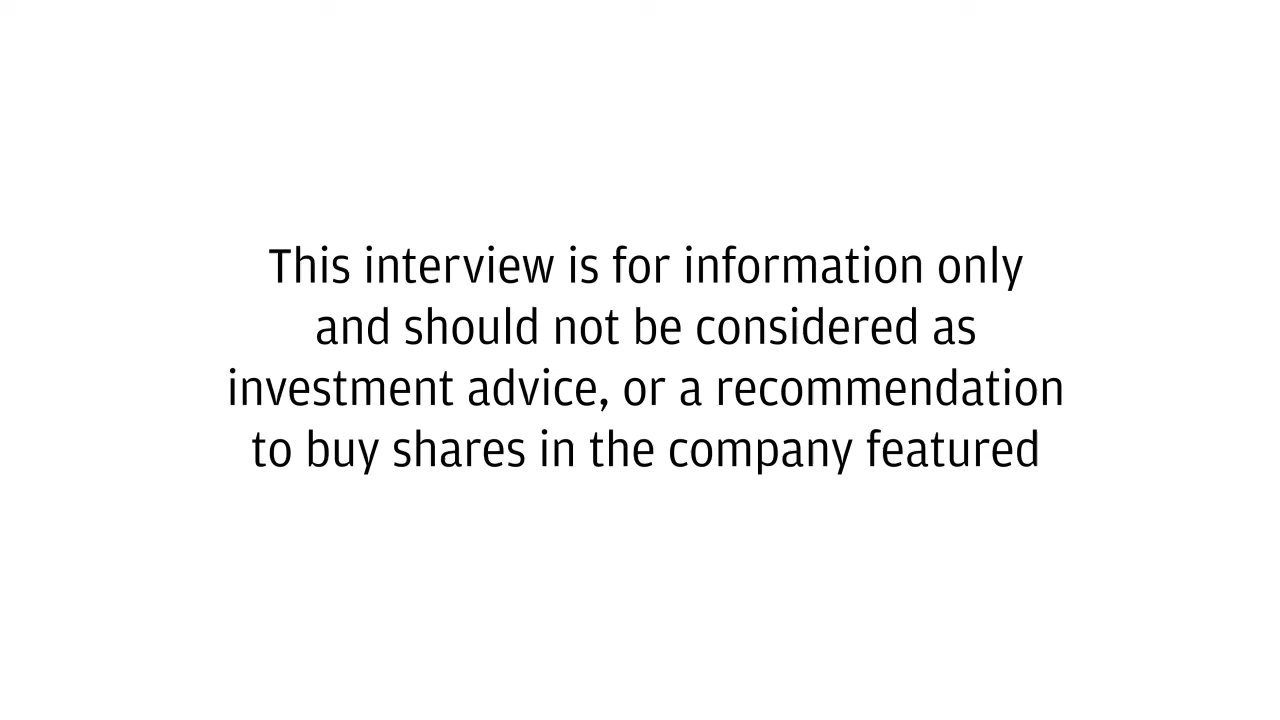 This interview is for information only
and should not be considered as
investment advice, or a recommendation
to buy shares in the company featured